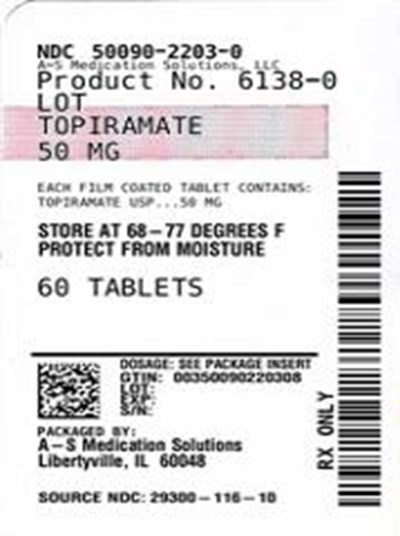 NDC 50090-2203-0
A-S Medication Solutions, LLC
Product No. 6138-0
LOT
TOPIRAMATE
50 MG
EACH FILM COATED TABLET CONTAINS:
TOPIRAMATE USP...50 MG
STORE AT 68-77 DEGREES F
PROTECT FROM MOISTURE
60 TABLETS
DOSAGE: SEE PACKAGE INSERT
GTIN: 00350090220308
LOT:
EXP:
S/N:
PACKAGED BY:
A-S Medication Solutions
Libertyville, IL 60048
SOURCE NDC: 29300-116-10
RX ONLY